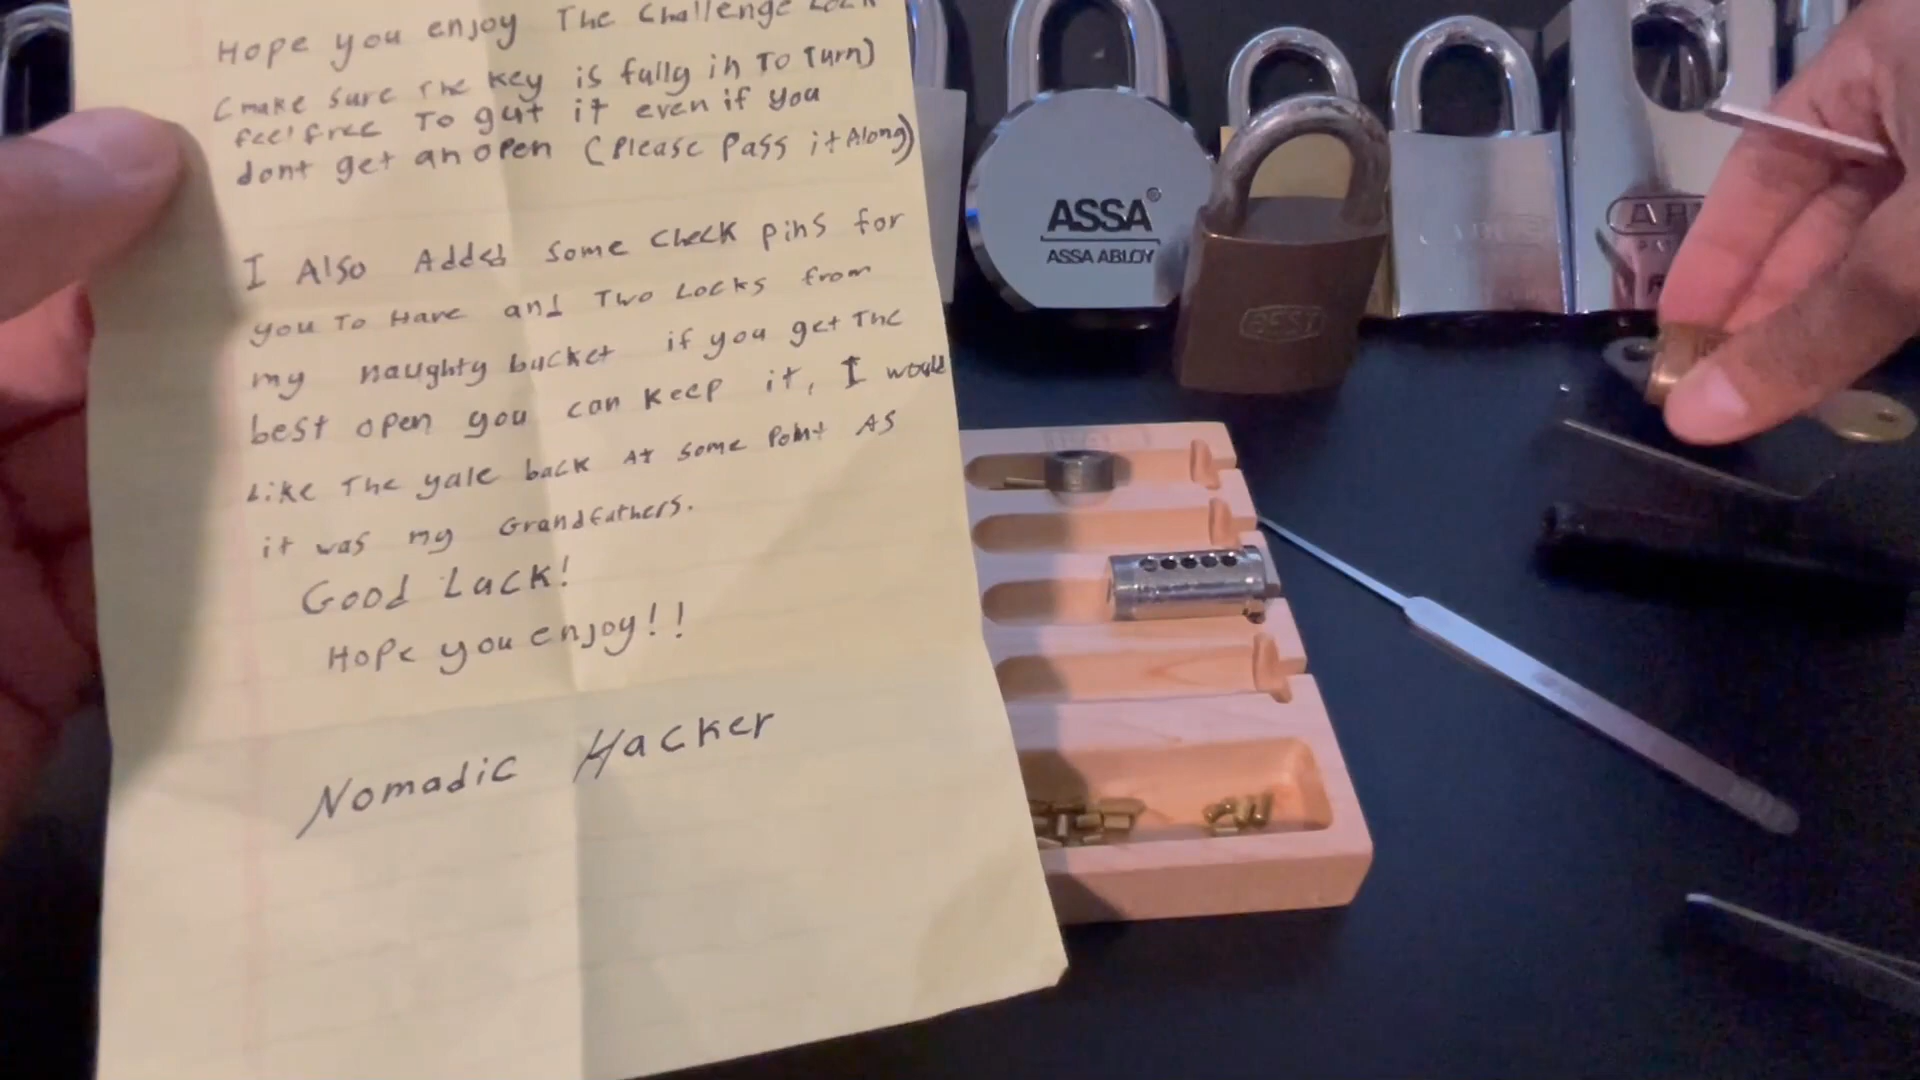 Hope you enjoy The Challenge Lock
(make sure The key is fully in To Turn)
feel free To gut it even if you
dont get an open (Please Pass it Along)
I Also Added Some Check pins for
you To Have and Two Locks from
my naughty bucket if you get The
best open you can keep it, I would
Like The yale back At some Point AS
it was my Grandfathers.
Good Luck!
Hope you enjoy!!
Nomadic Hacker
ASSA®
ASSA ABLOY
BEST